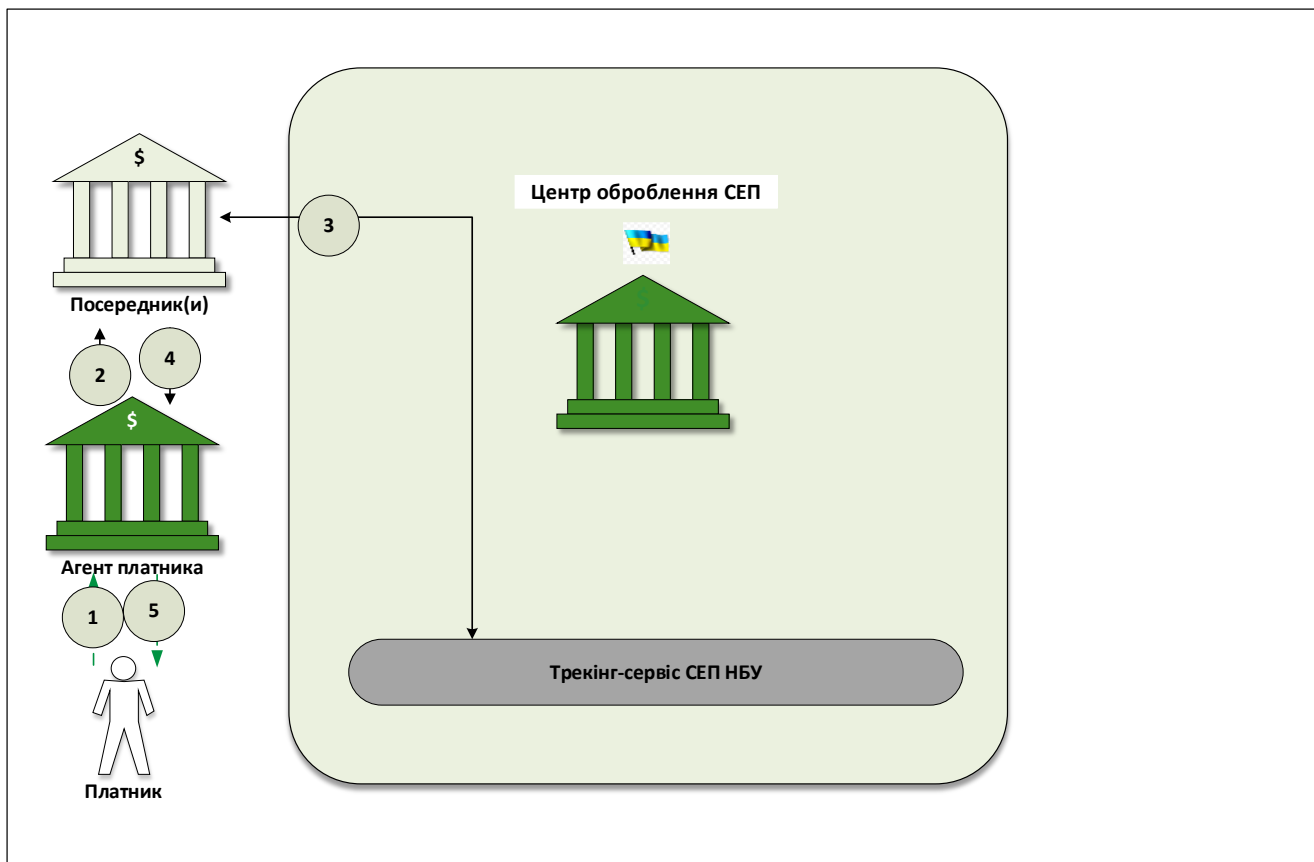 $
Центр оброблення СЕП
3
Посередник(и)
$
2
4
$
Агент платника
1
5
Трекінг-сервіс СЕП НБУ
Платник